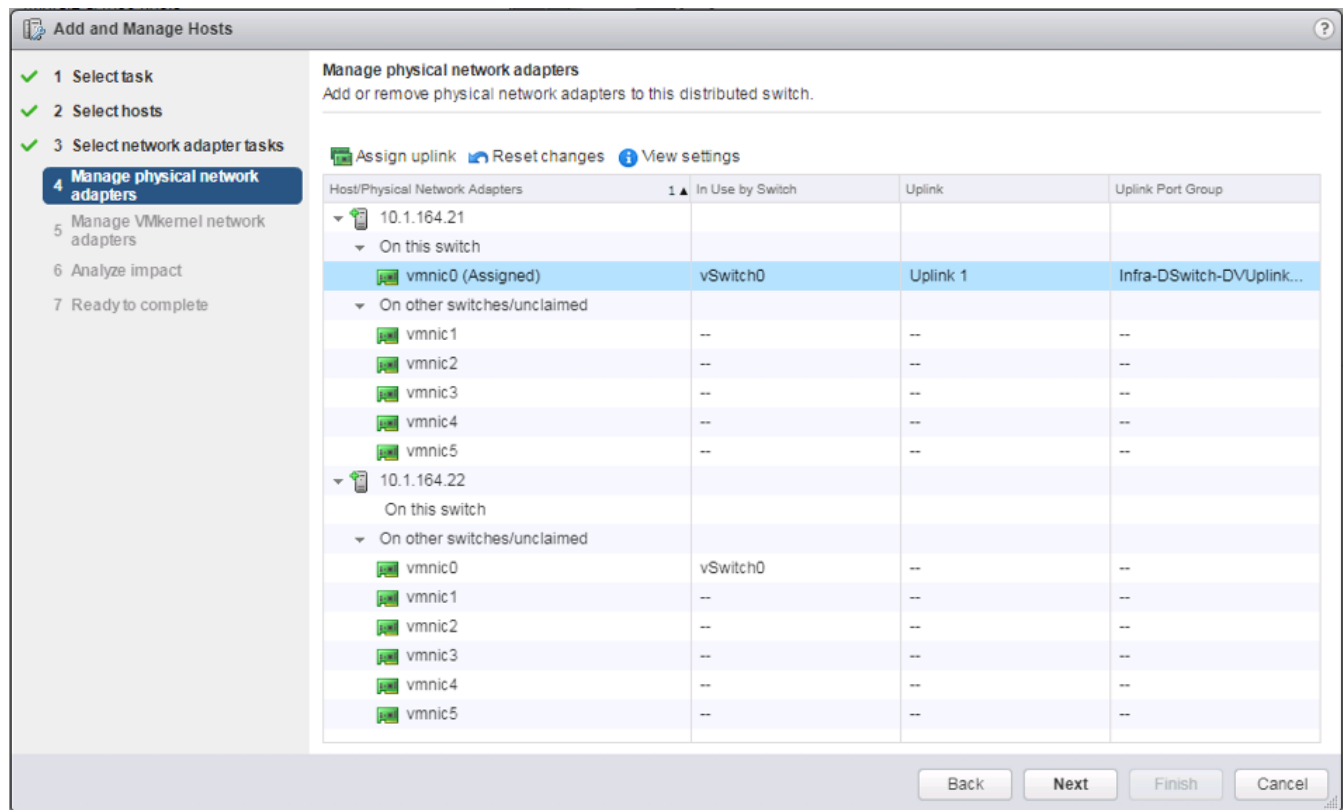 Add and Manage Hosts
?
1 Select task
2 Select hosts
3 Select network adapter tasks
4 Manage physical network
adapters
5 Manage VMkernel network
adapters
6 Analyze impact
7 Ready to complete
Manage physical network adapters
Add or remove physical network adapters to this distributed switch.
Assign uplink Reset changes View settings
Host/Physical Network Adapters 1 ▲ In Use by Switch Uplink Uplink Port Group
10.1.164.21
On this switch
vmnic0 (Assigned) vSwitch0 Uplink 1 Infra-DSwitch-DVUplink...
On other switches/unclaimed
vmnic1 -- -- --
vmnic2 -- -- --
vmnic3 -- -- --
vmnic4 -- -- --
vmnic5 -- -- --
10.1.164.22
On this switch
On other switches/unclaimed
vmnic0 vSwitch0 -- --
vmnic1 -- -- --
vmnic2 -- -- --
vmnic3 -- -- --
vmnic4 -- -- --
vmnic5 -- -- --
Back Next Finish Cancel